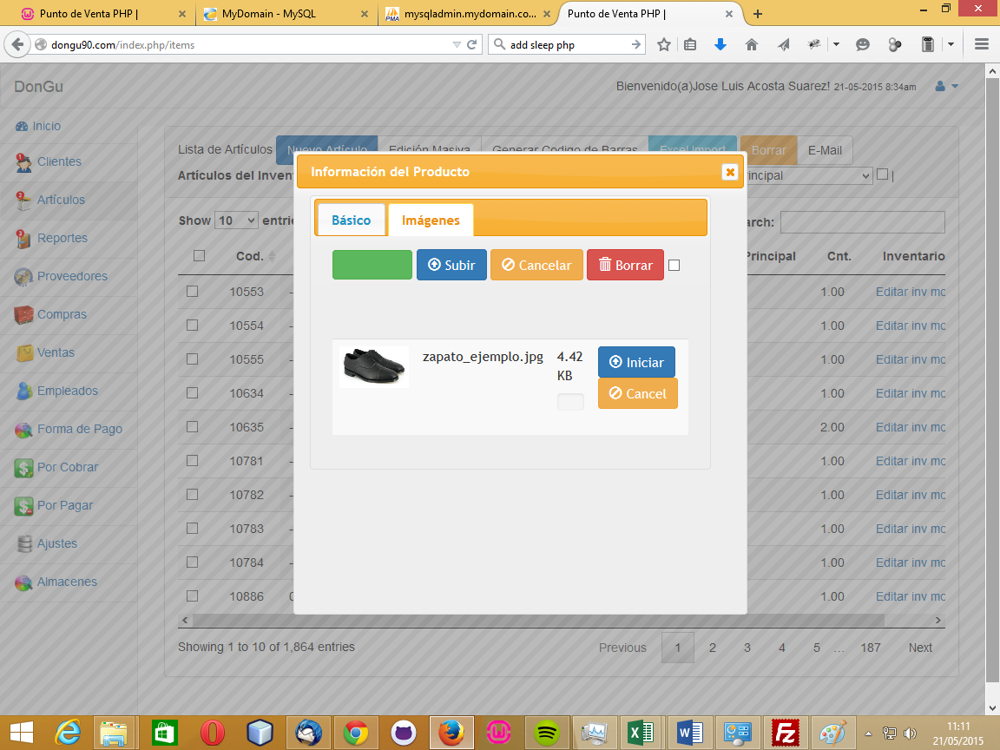 Punto de Venta PHP |
MyDomain - MySQL
mysqladmin.mydomain.co...
Punto de Venta PHP |
dongu90.com/index.php/items
add sleep php
DonGu
Bienvenido(a)Jose Luis Acosta Suarez! 21-05-2015 8:34am
Inicio
Clientes
Artículos
Reportes
Proveedores
Compras
Ventas
Empleados
Forma de Pago
Por Cobrar
Por Pagar
Ajustes
Almacenes
Lista de Artículos Nuevo Artículo Edición Masiva Generar Codigo de Barras Excel Import Borrar E-Mail
Artículos del Inven
rincipal |
Show 10 entri
arch:
Cod.
Principal Cnt. Inventario
10553 1.00 Editar inv mo
10554 1.00 Editar inv mo
10555 1.00 Editar inv mo
10634 1.00 Editar inv mo
10635 2.00 Editar inv mo
10781 1.00 Editar inv mo
10782 1.00 Editar inv mo
10783 1.00 Editar inv mo
10784 1.00 Editar inv mo
10886 1.00 Editar inv mo
Showing 1 to 10 of 1,864 entries
Previous 1 2 3 4 5 … 187 Next
Información del Producto
Básico Imágenes
Subir Cancelar Borrar
zapato_ejemplo.jpg
4.42
KB
Iniciar
Cancel
11:11
21/05/2015